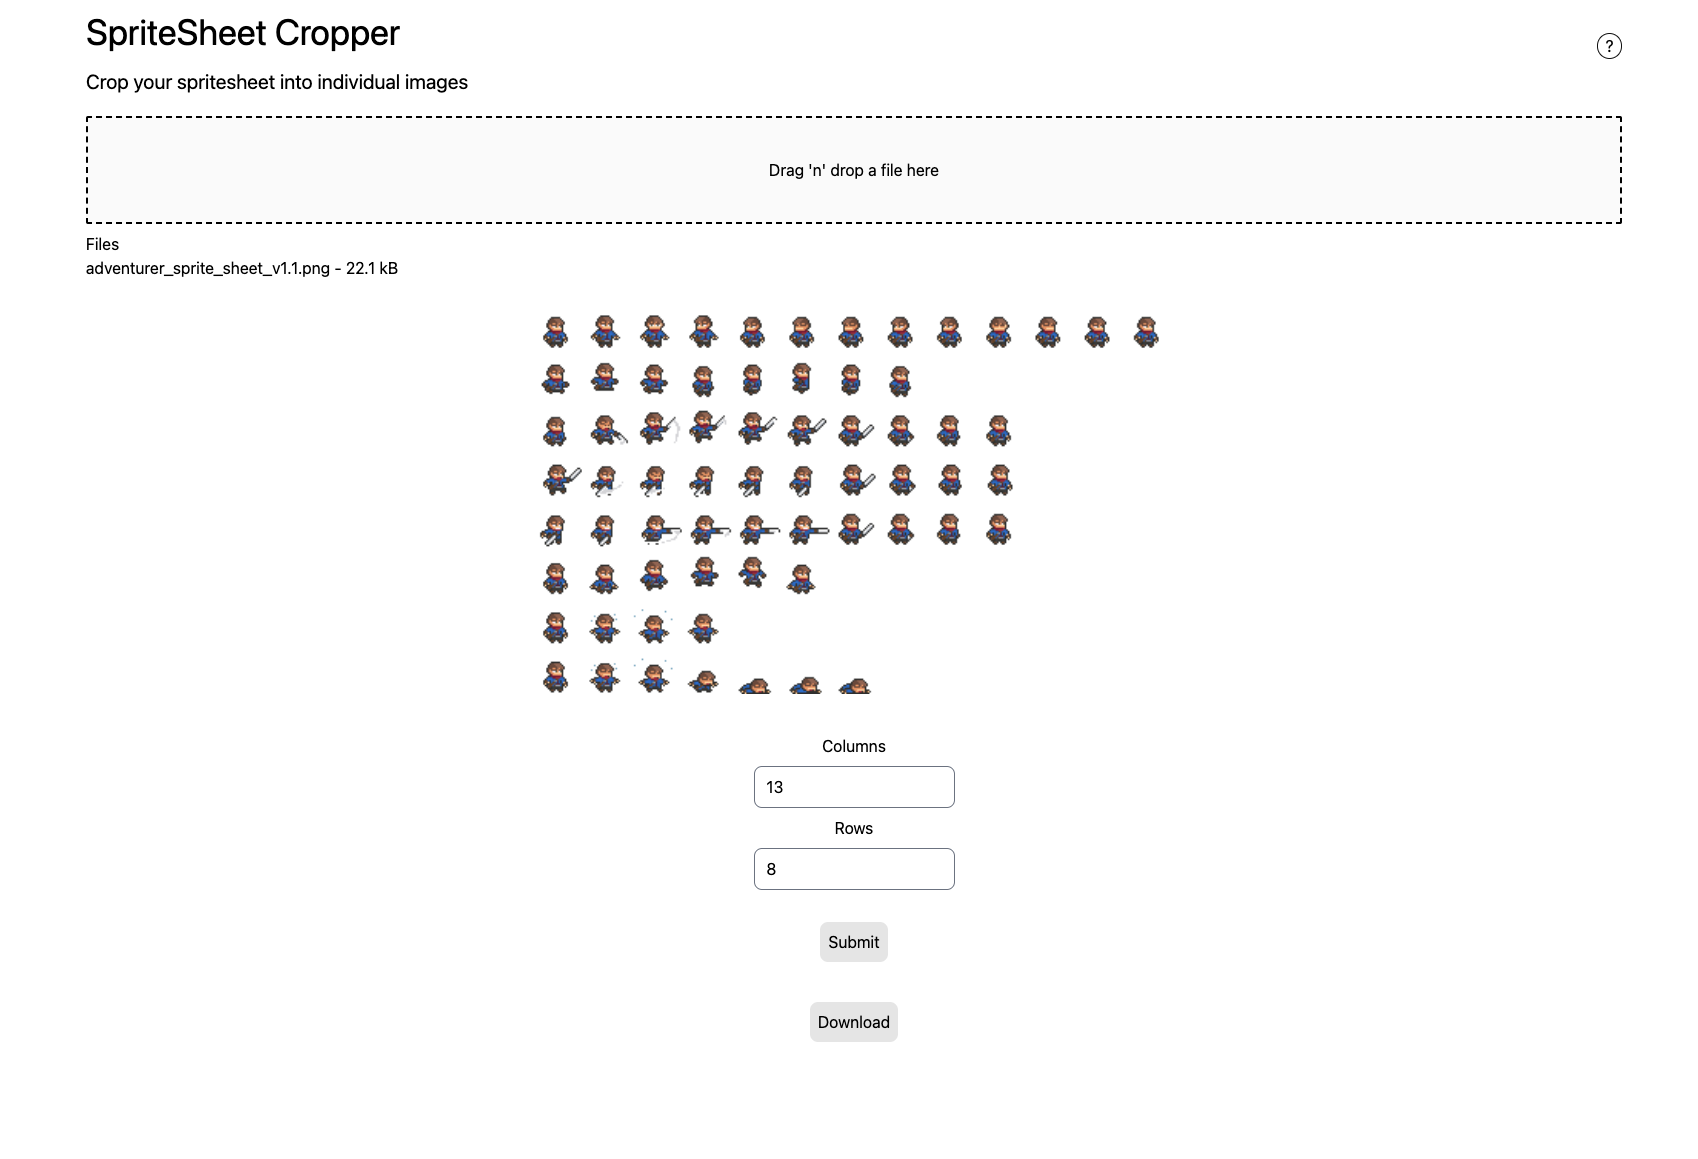 SpriteSheet Cropper
?
Crop your spritesheet into individual images
Drag 'n' drop a file here
Files
adventurer_sprite_sheet_v1.1.png - 22.1 kB
Columns
13
Rows
8
Submit
Download